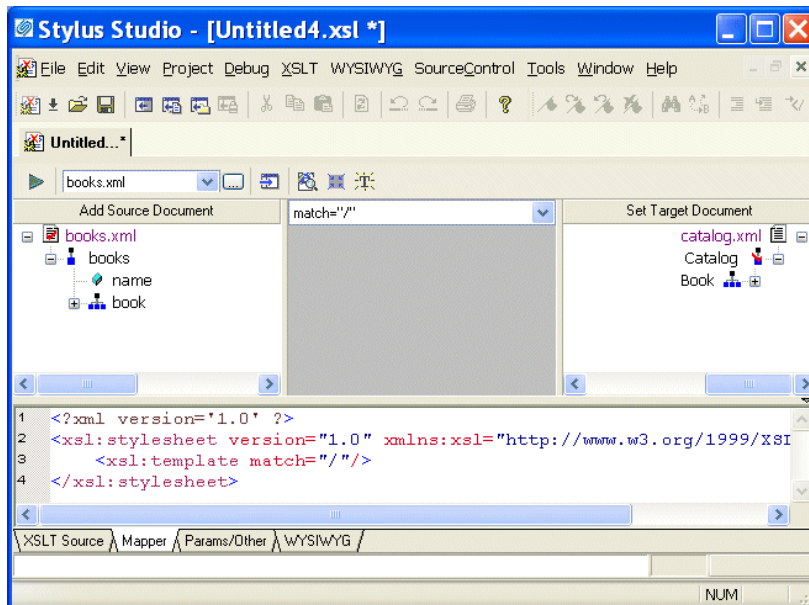 Stylus Studio - [Untitled4.xsl *]
File Edit View Project Debug XSLT WYSIWYG SourceControl Tools Window Help
Untitled...*
books.xml
Add Source Document
match="/"
Set Target Document
books.xml
books
name
book
catalog.xml
Catalog
Book
1 <?xml version='1.0' ?>
2 <xsl:stylesheet version="1.0" xmlns:xsl="http://www.w3.org/1999/XSL
3 <xsl:template match="/"/>
4 </xsl:stylesheet>
XSLT Source Mapper Params/Other WYSIWYG
NUM